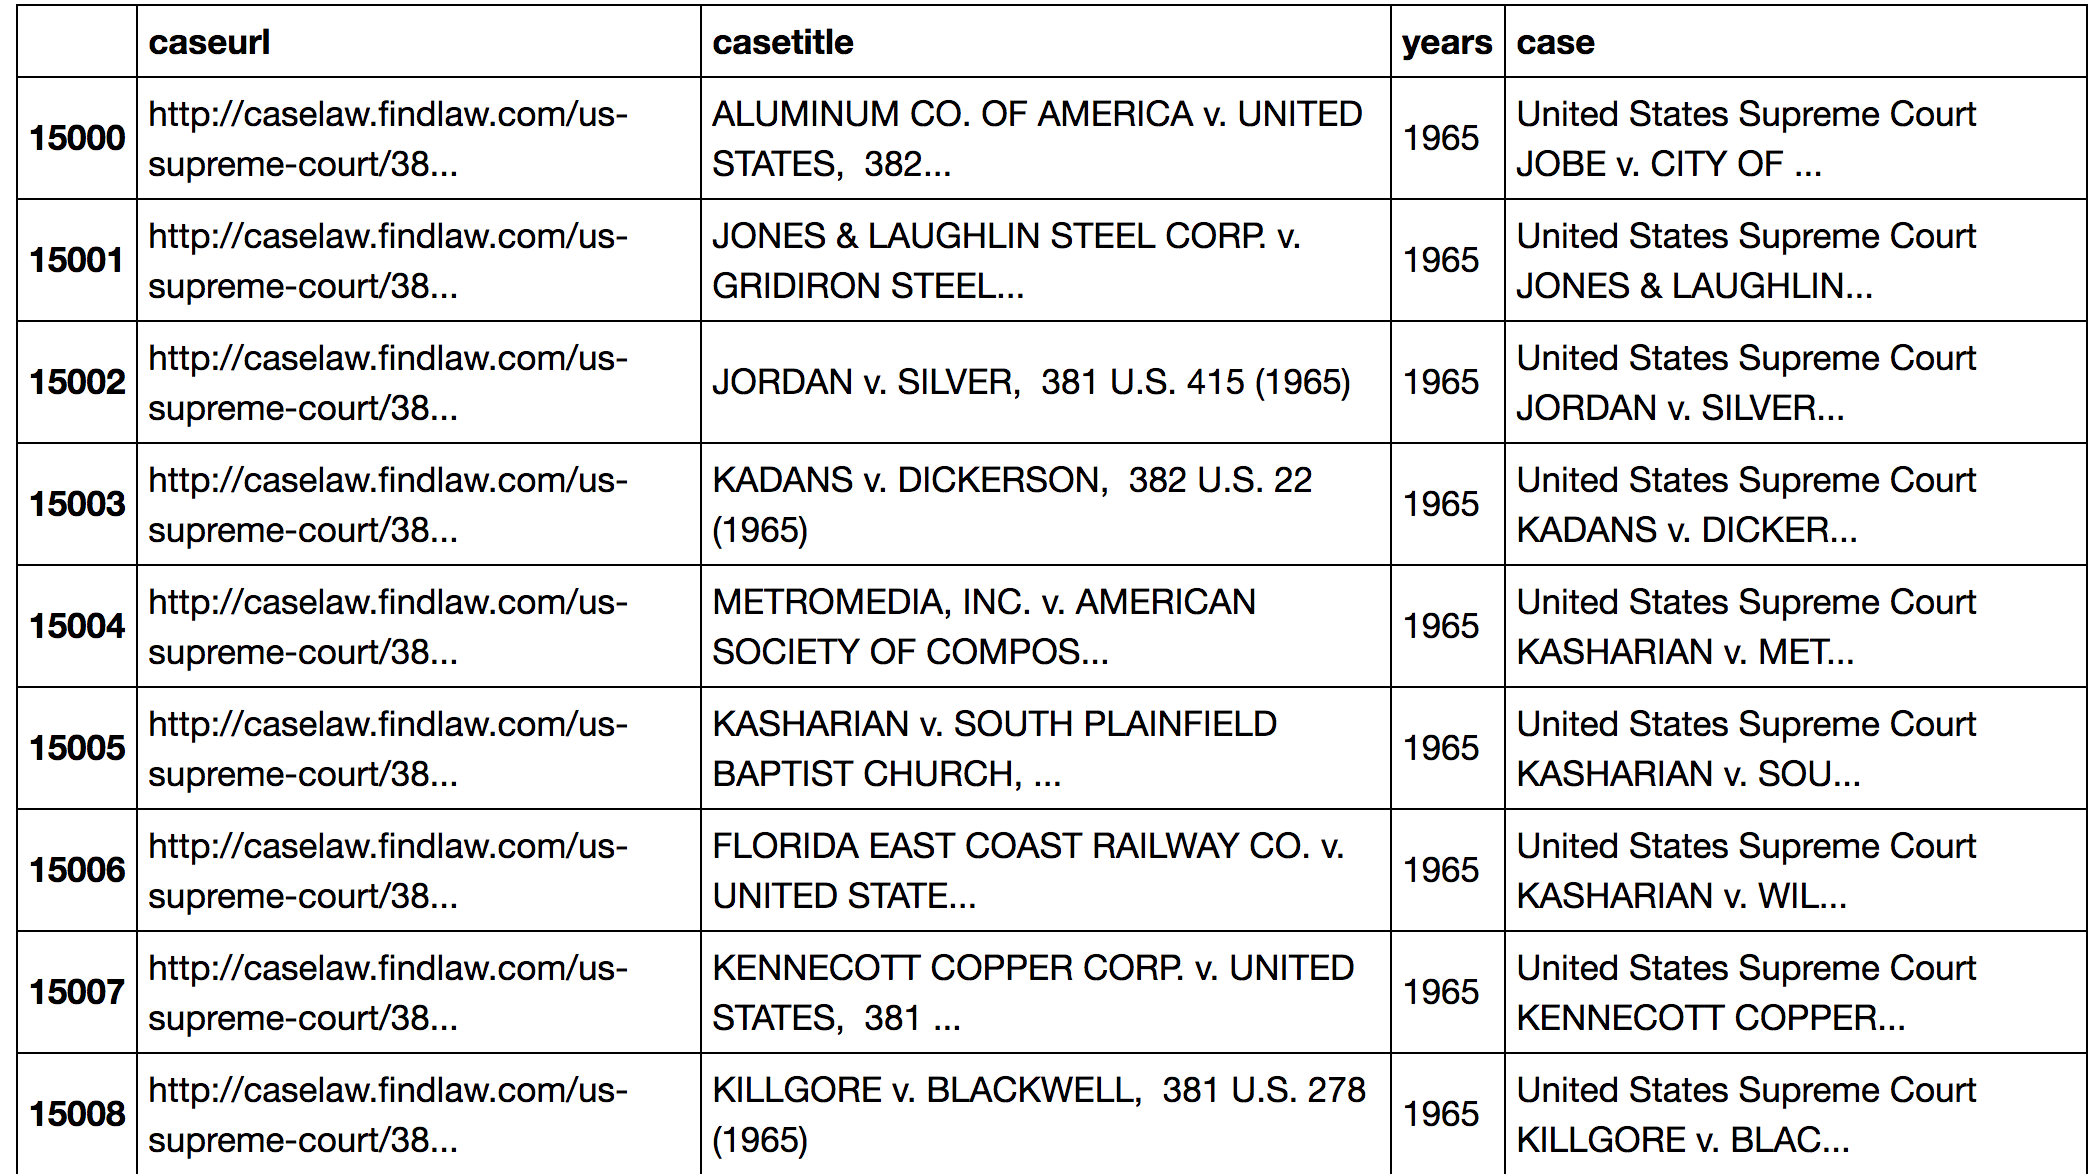 caseurl casetitle years case
15000 http://caselaw.findlaw.com/us-supreme-court/38... ALUMINUM CO. OF AMERICA v. UNITED STATES,  382... 1965 United States Supreme Court JOBE v. CITY OF ...
15001 http://caselaw.findlaw.com/us-supreme-court/38... JONES & LAUGHLIN STEEL CORP. v. GRIDIRON STEEL... 1965 United States Supreme Court JONES & LAUGHLIN...
15002 http://caselaw.findlaw.com/us-supreme-court/38... JORDAN v. SILVER,  381 U.S. 415 (1965) 1965 United States Supreme Court JORDAN v. SILVER...
15003 http://caselaw.findlaw.com/us-supreme-court/38... KADANS v. DICKERSON,  382 U.S. 22 (1965) 1965 United States Supreme Court KADANS v. DICKER...
15004 http://caselaw.findlaw.com/us-supreme-court/38... METROMEDIA, INC. v. AMERICAN SOCIETY OF COMPOS... 1965 United States Supreme Court KASHARIAN v. MET...
15005 http://caselaw.findlaw.com/us-supreme-court/38... KASHARIAN v. SOUTH PLAINFIELD BAPTIST CHURCH, ... 1965 United States Supreme Court KASHARIAN v. SOU...
15006 http://caselaw.findlaw.com/us-supreme-court/38... FLORIDA EAST COAST RAILWAY CO. v. UNITED STATE... 1965 United States Supreme Court KASHARIAN v. WIL...
15007 http://caselaw.findlaw.com/us-supreme-court/38... KENNECOTT COPPER CORP. v. UNITED STATES,  381 ... 1965 United States Supreme Court KENNECOTT COPPER...
15008 http://caselaw.findlaw.com/us-supreme-court/38... KILLGORE v. BLACKWELL,  381 U.S. 278 (1965) 1965 United States Supreme Court KILLGORE v. BLAC...